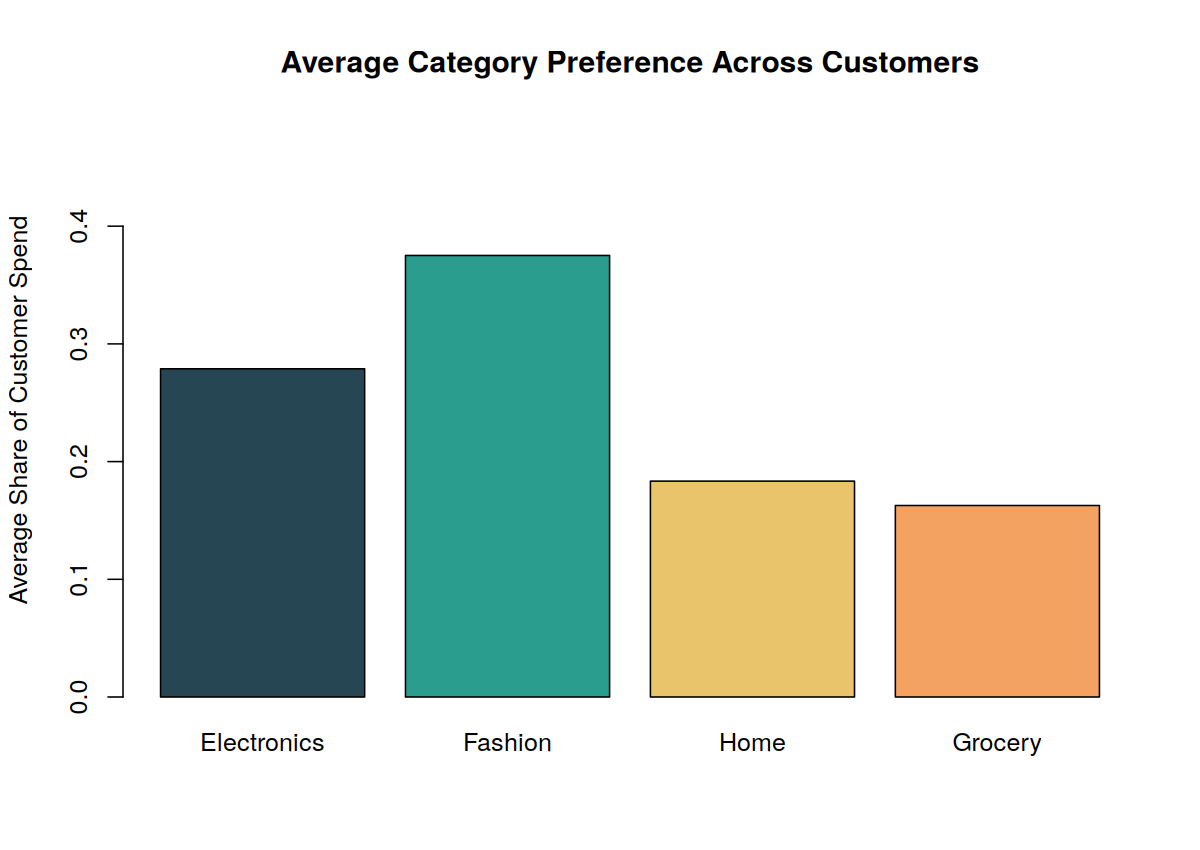 Average Category Preference Across Customers
Average Share of Customer Spend
0.4
0.3
0.2
0.1
0.0
Electronics
Fashion
Home
Grocery